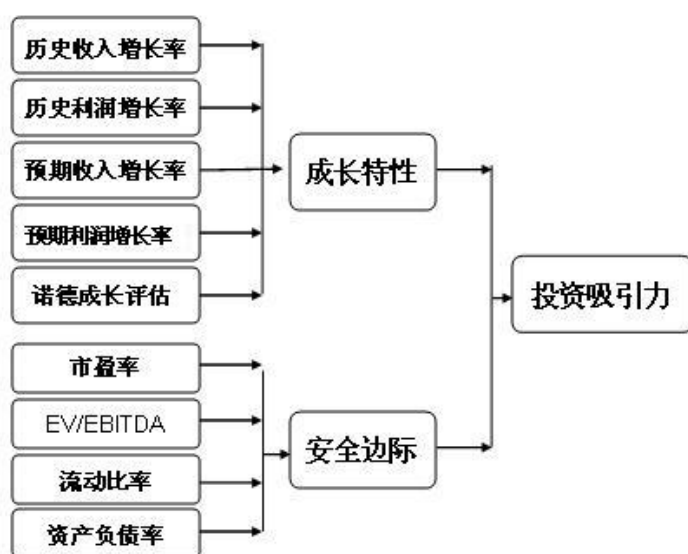 历史收入增长率
历史利润增长率
预期收入增长率
预期利润增长率
诺德成长评估
成长特性
投资吸引力
市盈率
EV/EBITDA
流动比率
资产负债率
安全边际